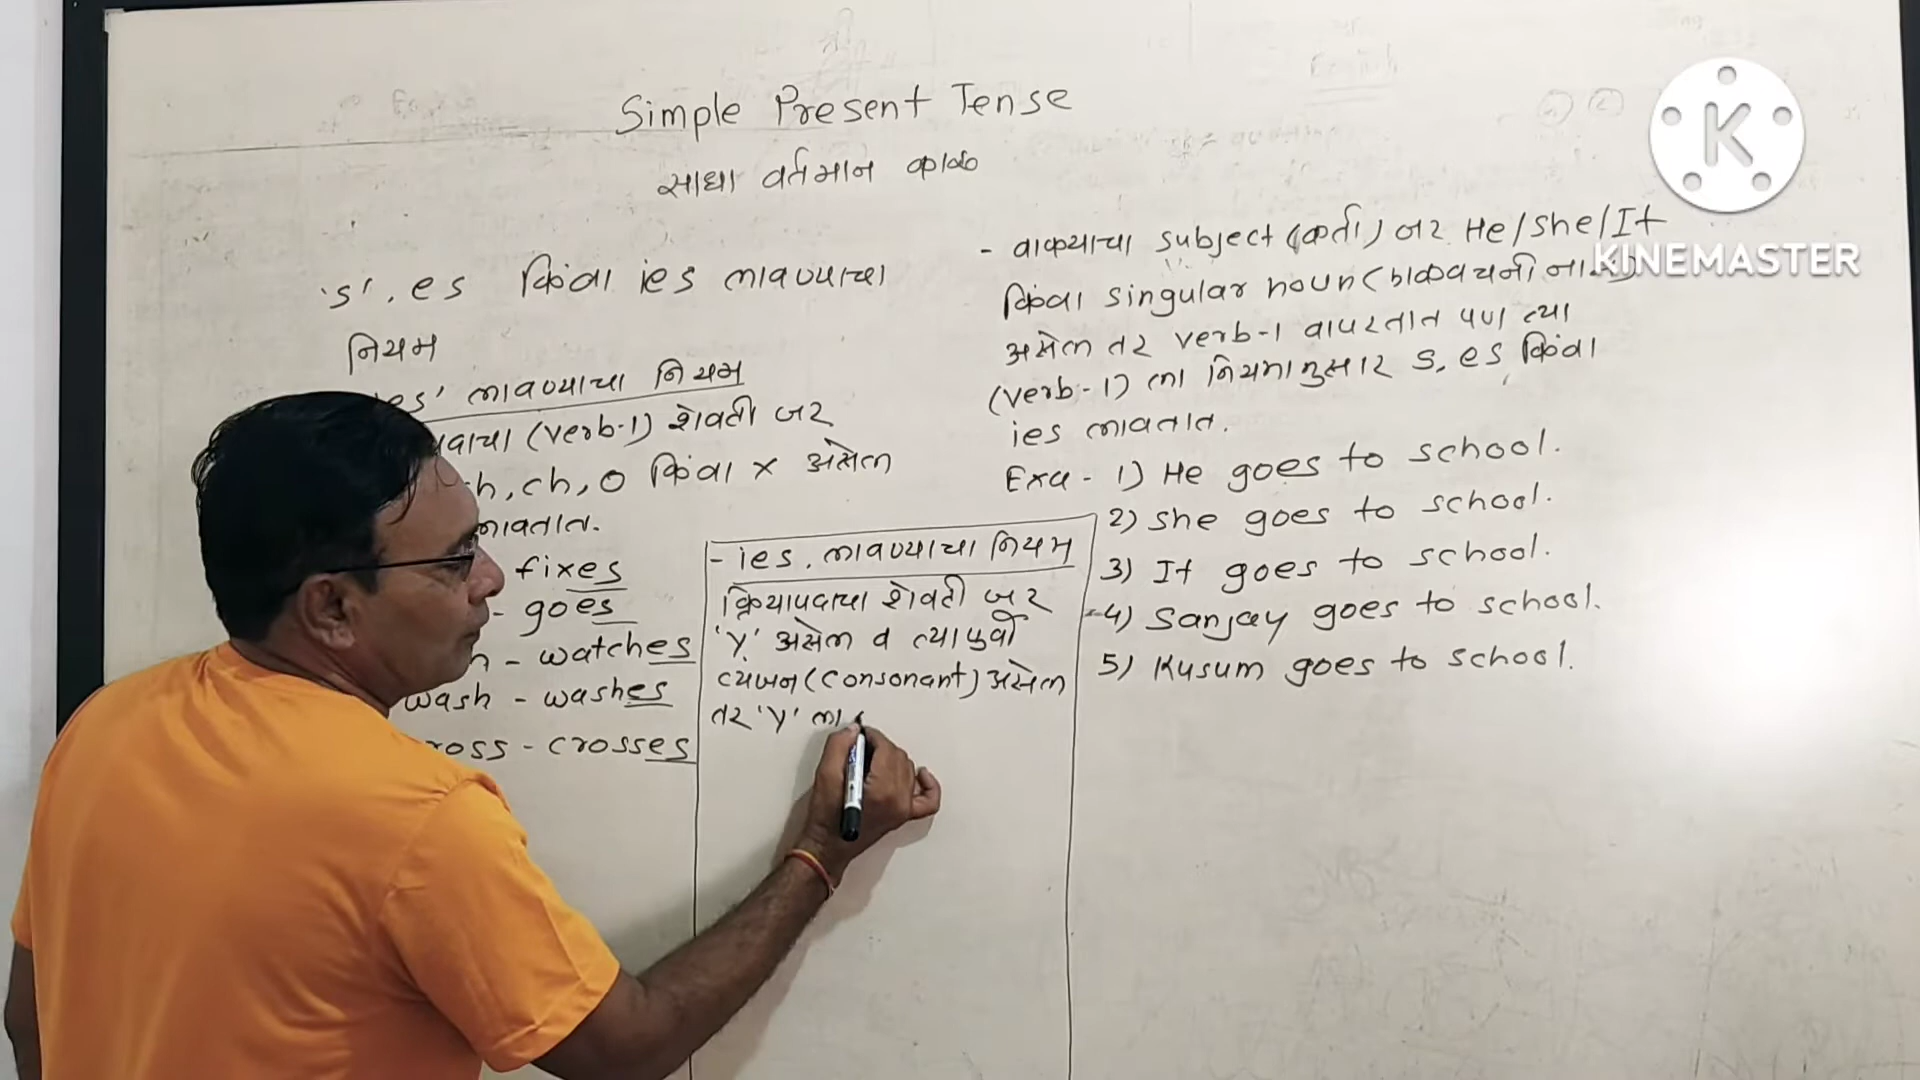 Simple Present Tense
साधा वर्तमान काळ
's', es किंवा ies लावण्याचा
नियम
es' लावण्याचा नियम
(verb-1) शेवटी जर
h, ch, o किंवा x असेल
लावतात.
fixes
- goes
- watches
wash - washes
ross - crosses
- ies. लावण्याचा नियम
क्रियापदाचा शेवटी जर
'y' असेल व त्यापुर्वी
व्यंजन (consonant) असेल
तर 'y' ला
- वाक्याचा subject (कर्ता) जर He/She/It
किंवा singular noun (एकवचनी
असेल तर verb-1 वापरतात पण त्या
(verb-1) ला नियमानुसार s, es किंवा
ies लावतात.
Exa - 1) He goes to school.
2) She goes to school.
3) It goes to school.
4) Sanjay goes to school.
5) Kusum goes to school.
K
KINEMASTER